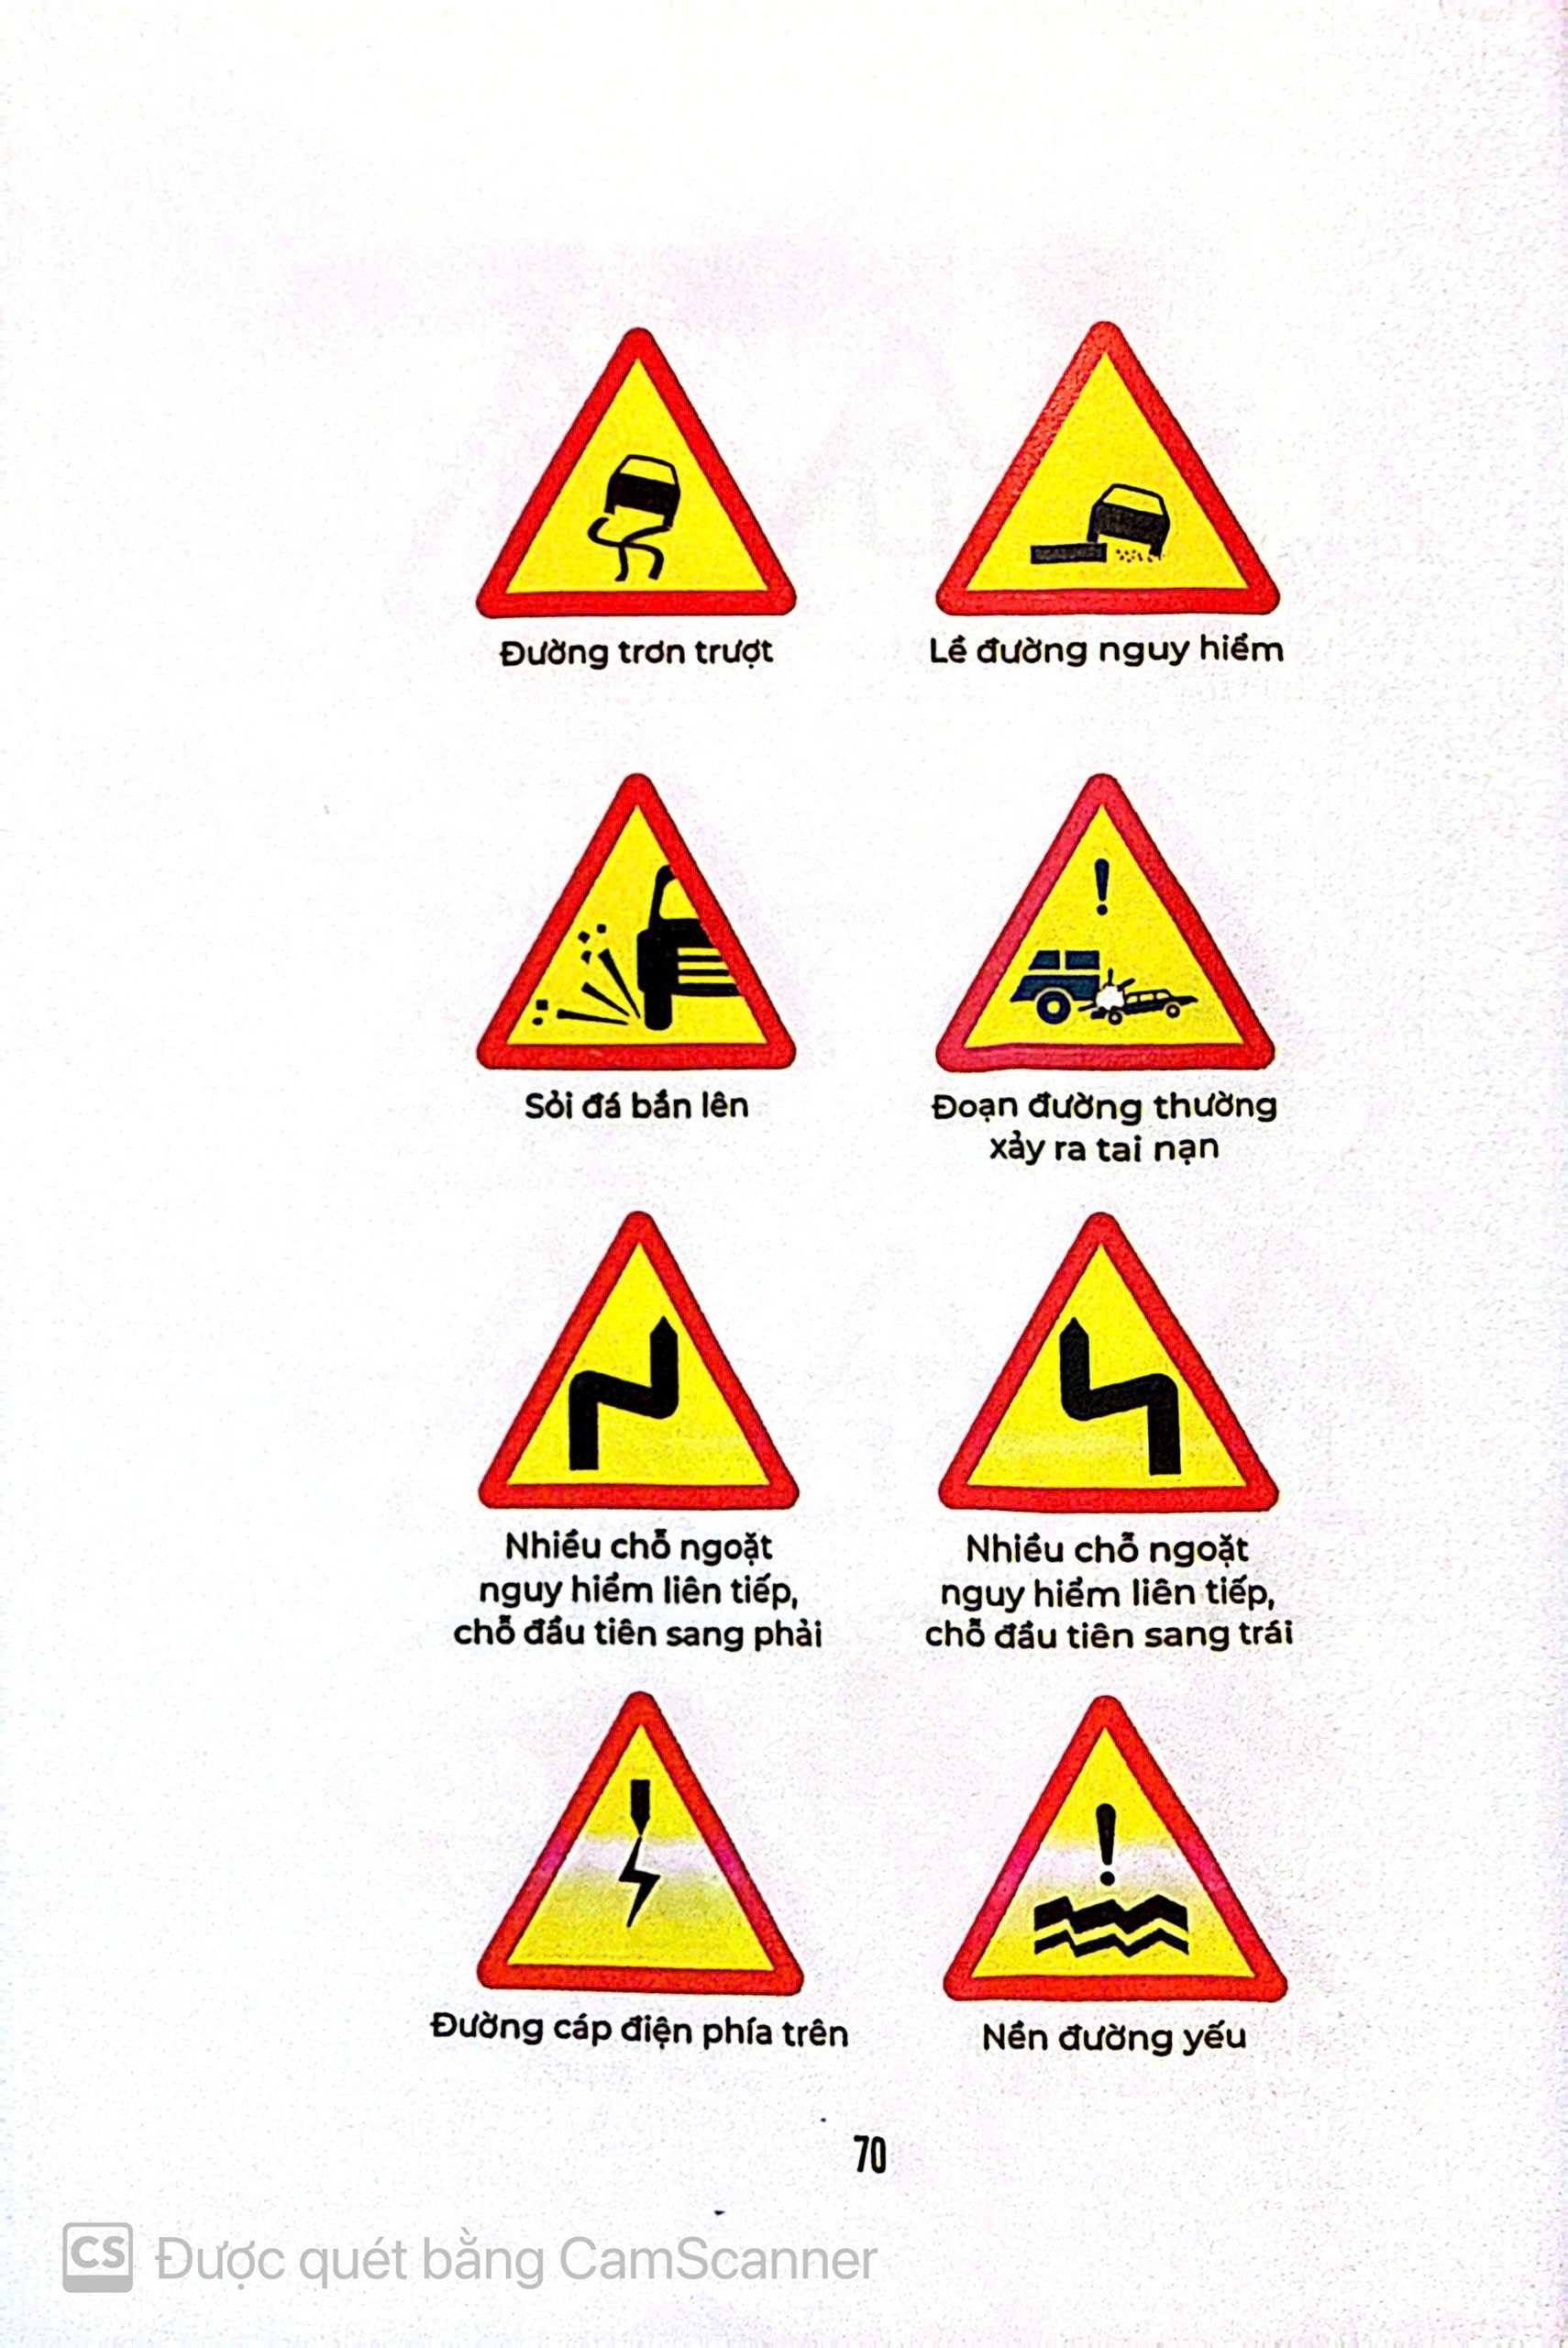 Đường trơn trượt
Lề đường nguy hiểm
Sỏi đá bắn lên
Đoạn đường thường
xảy ra tai nạn
Nhiều chỗ ngoặt
nguy hiểm liên tiếp,
chỗ đầu tiên sang phải
Nhiều chỗ ngoặt
nguy hiểm liên tiếp,
chỗ đầu tiên sang trái
Đường cáp điện phía trên
Nền đường yếu
70
CS Được quét bằng CamScanner